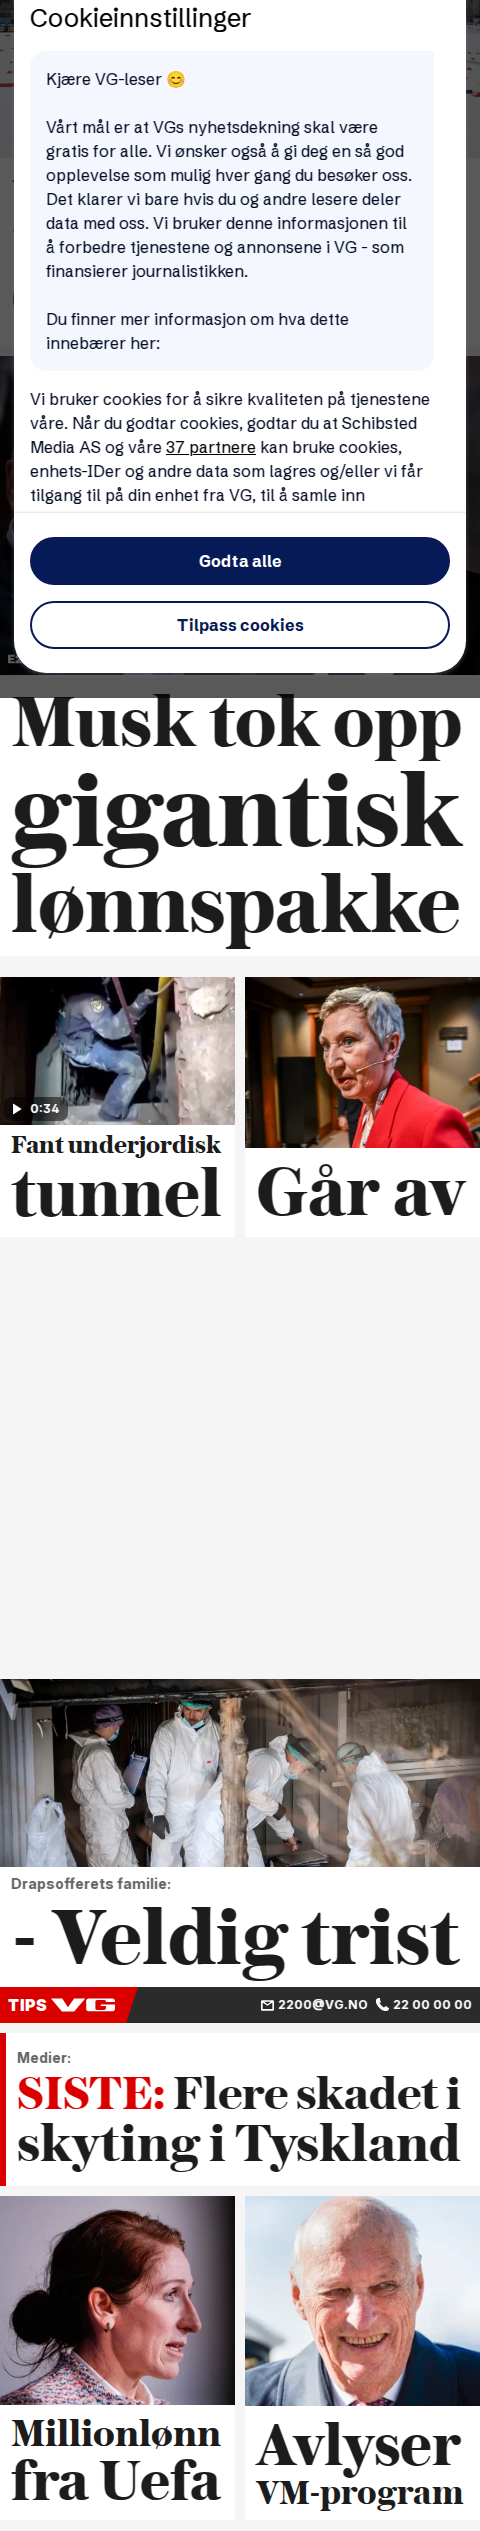 Cookieinnstillinger
Kjære VG-leser 😊
Vårt mål er at VGs nyhetsdekning skal være
gratis for alle. Vi ønsker også å gi deg en så god
opplevelse som mulig hver gang du besøker oss.
Det klarer vi bare hvis du og andre lesere deler
data med oss. Vi bruker denne informasjonen til
å forbedre tjenestene og annonsene i VG - som
finansierer journalistikken.
Du finner mer informasjon om hva dette
innebærer her:
Vi bruker cookies for å sikre kvaliteten på tjenestene
våre. Når du godtar cookies, godtar du at Schibsted
Media AS og våre 37 partnere kan bruke cookies,
enhets-IDer og andre data som lagres og/eller vi får
tilgang til på din enhet fra VG, til å samle inn
Godta alle
Tilpass cookies
Musk tok opp
gigantisk
lønnspakke
0:34
Fant underjordisk
tunnel
Går av
Drapsofferets familie:
- Veldig trist
TIPS VG 2200@VG.NO 22 00 00 00
Medier:
SISTE: Flere skadet i
skyting i Tyskland
Millionlønn
fra Uefa
Avlyser
VM-program